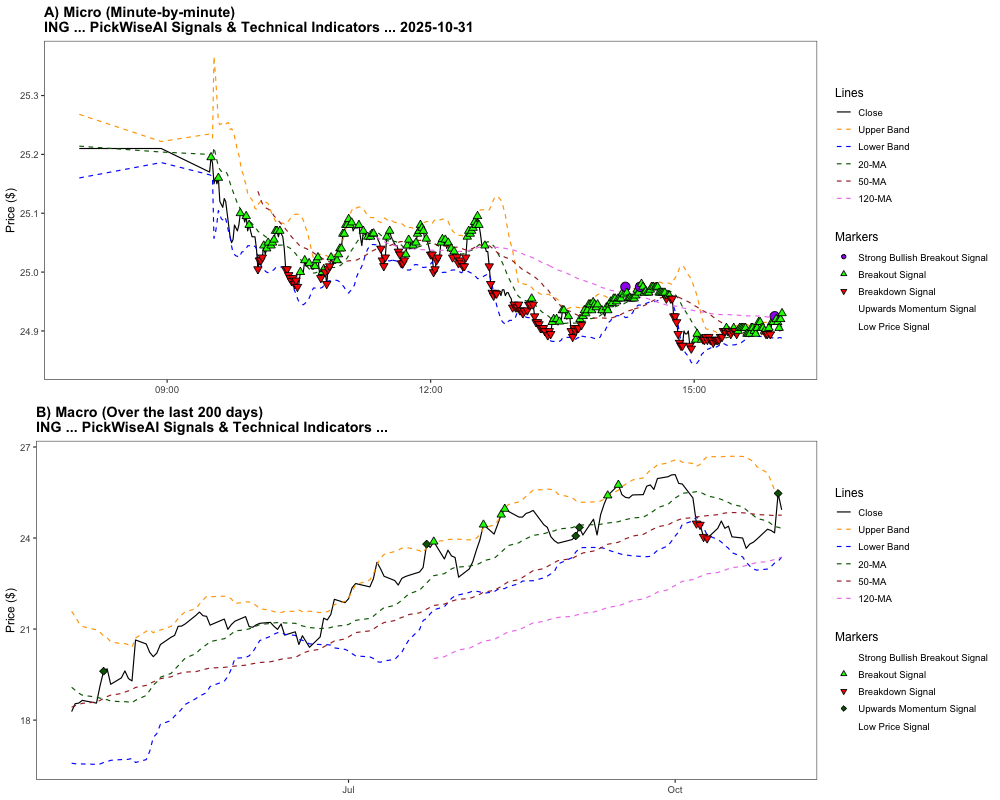 A) Micro (Minute-by-minute)
ING ... PickWiseAI Signals & Technical Indicators ... 2025-10-31
Price ($)
25.3
25.2
25.1
25.0
24.9
09:00
12:00
15:00
Lines
Close
Upper Band
Lower Band
20-MA
50-MA
120-MA
Markers
Strong Bullish Breakout Signal
Breakout Signal
Breakdown Signal
Upwards Momentum Signal
Low Price Signal
B) Macro (Over the last 200 days)
ING ... PickWiseAI Signals & Technical Indicators ...
Price ($)
27
24
21
18
Jul
Oct
Lines
Close
Upper Band
Lower Band
20-MA
50-MA
120-MA
Markers
Strong Bullish Breakout Signal
Breakout Signal
Breakdown Signal
Upwards Momentum Signal
Low Price Signal